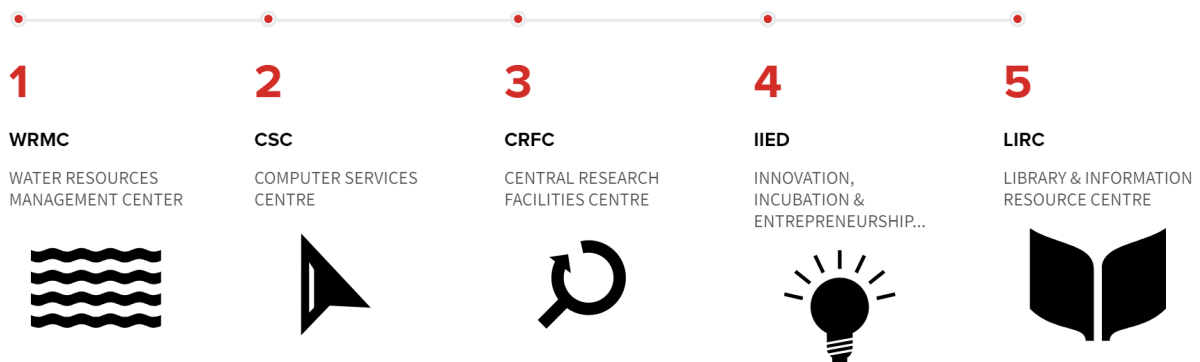 1
WRMC
WATER RESOURCES
MANAGEMENT CENTER
2
CSC
COMPUTER SERVICES
CENTRE
3
CRFC
CENTRAL RESEARCH
FACILITIES CENTRE
4
IIED
INNOVATION,
INCUBATION &
ENTREPRENEURSHIP...
5
LIRC
LIBRARY & INFORMATION
RESOURCE CENTRE